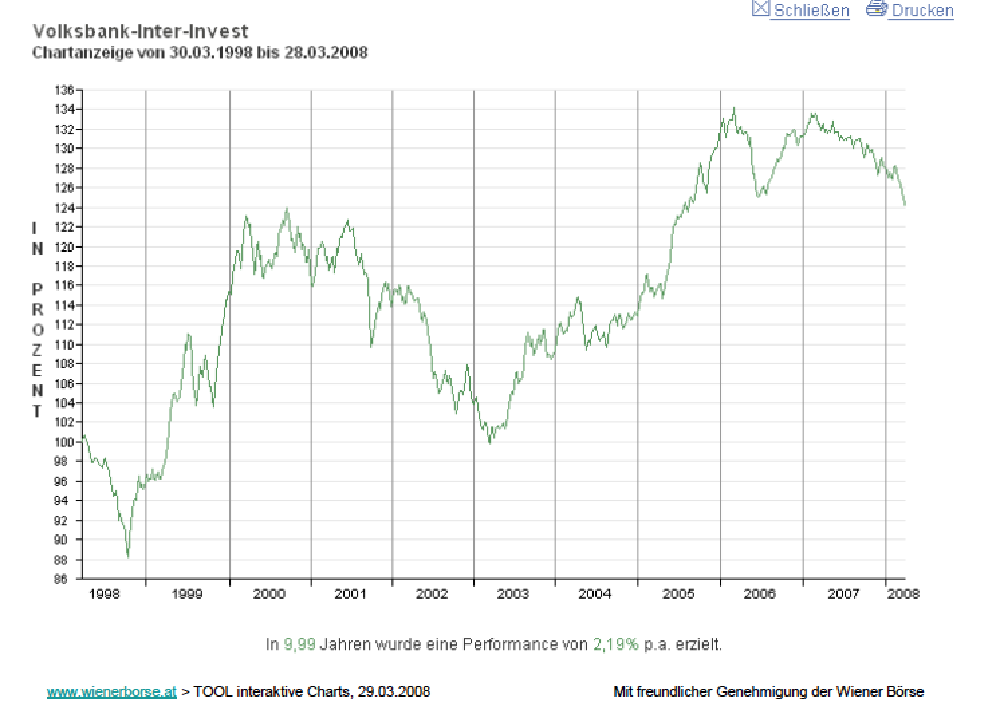 Schließen Drucken
Volksbank-Inter-Invest
Chartanzeige von 30.03.1998 bis 28.03.2008
136
134
132
130
128
126
124
122
120
118
116
114
112
110
108
106
104
102
100
98
96
94
92
90
88
86
I
N
P
R
O
Z
E
N
T
1998 1999 2000 2001 2002 2003 2004 2005 2006 2007 2008
In 9,99 Jahren wurde eine Performance von 2,19% p.a. erzielt.
www.wienerborse.at > TOOL interaktive Charts, 29.03.2008 Mit freundlicher Genehmigung der Wiener Börse